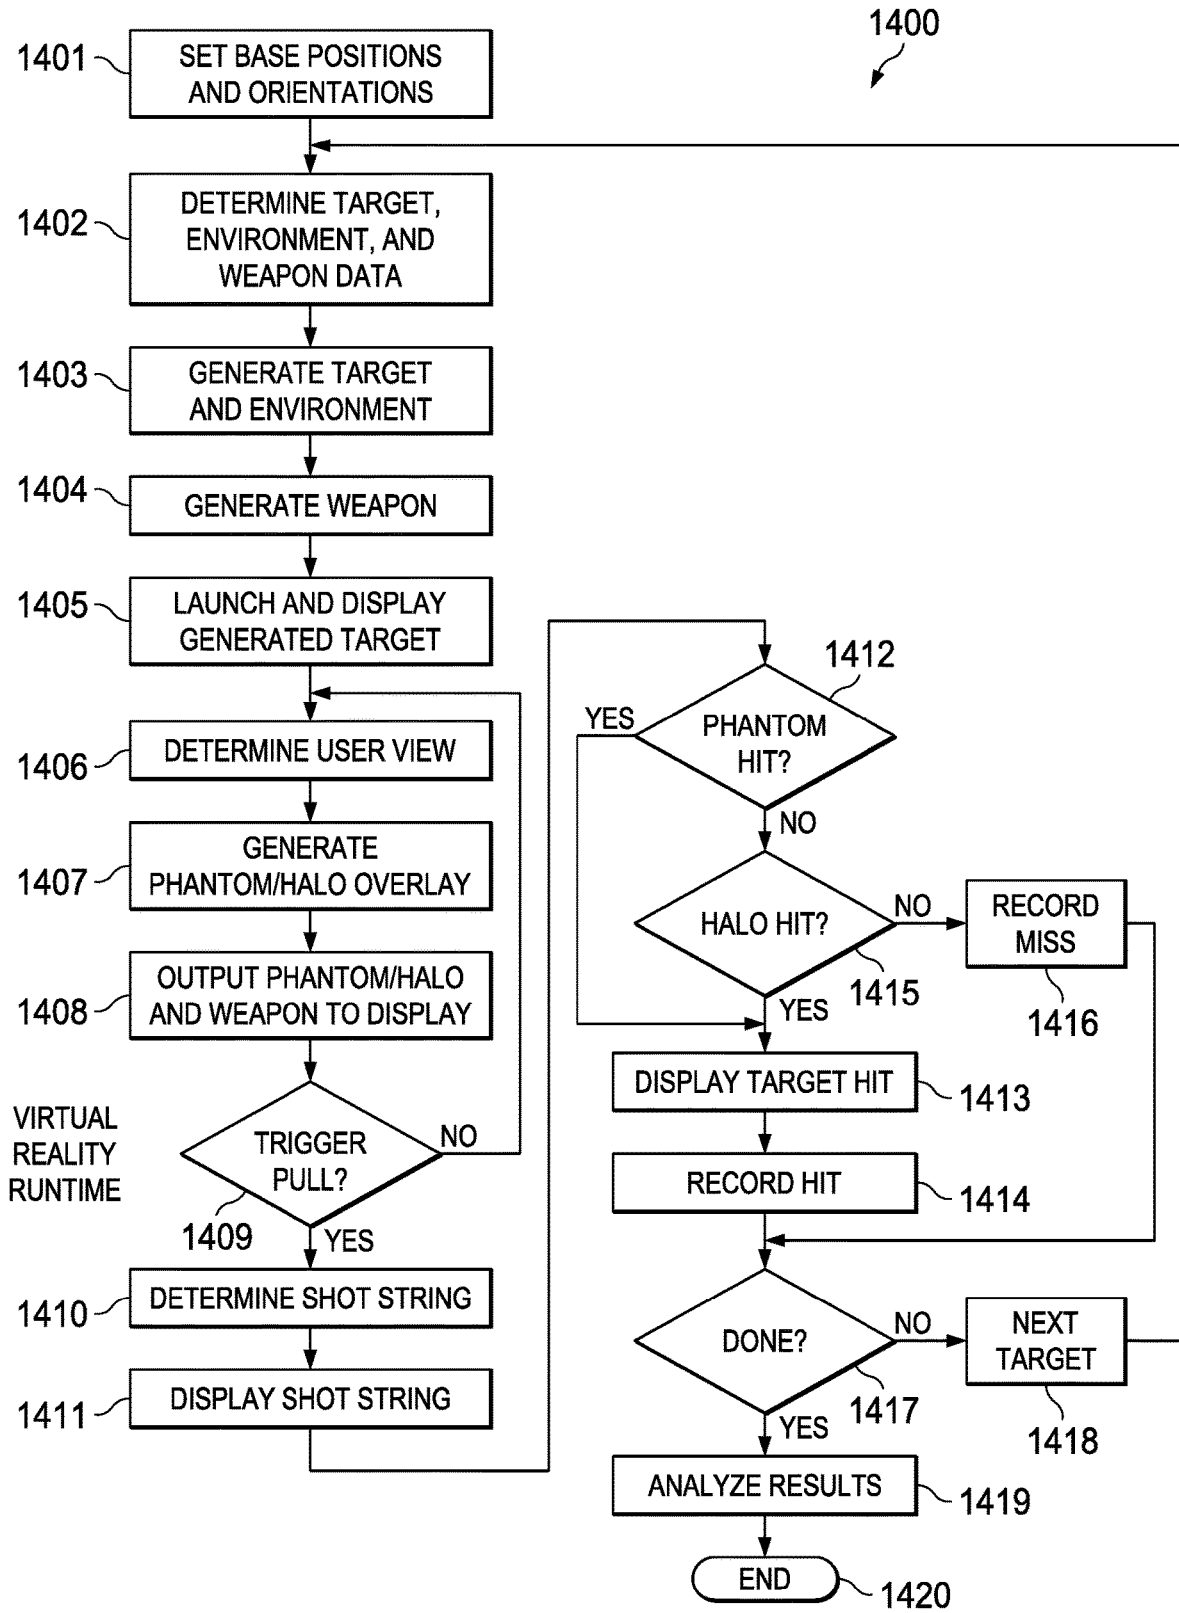 1400
1401
SET BASE POSITIONS
AND ORIENTATIONS
1402
DETERMINE TARGET,
ENVIRONMENT, AND
WEAPON DATA
1403
GENERATE TARGET
AND ENVIRONMENT
1404
GENERATE WEAPON
1405
LAUNCH AND DISPLAY
GENERATED TARGET
1406
DETERMINE USER VIEW
1407
GENERATE
PHANTOM/HALO OVERLAY
1408
OUTPUT PHANTOM/HALO
AND WEAPON TO DISPLAY
VIRTUAL
REALITY
RUNTIME
TRIGGER
PULL?
NO
1409
YES
1410
DETERMINE SHOT STRING
1411
DISPLAY SHOT STRING
1412
YES
PHANTOM
HIT?
NO
HALO HIT?
NO
1415
YES
RECORD
MISS
1416
DISPLAY TARGET HIT
1413
RECORD HIT
1414
DONE?
NO
1417
YES
NEXT
TARGET
1418
ANALYZE RESULTS
1419
END
1420